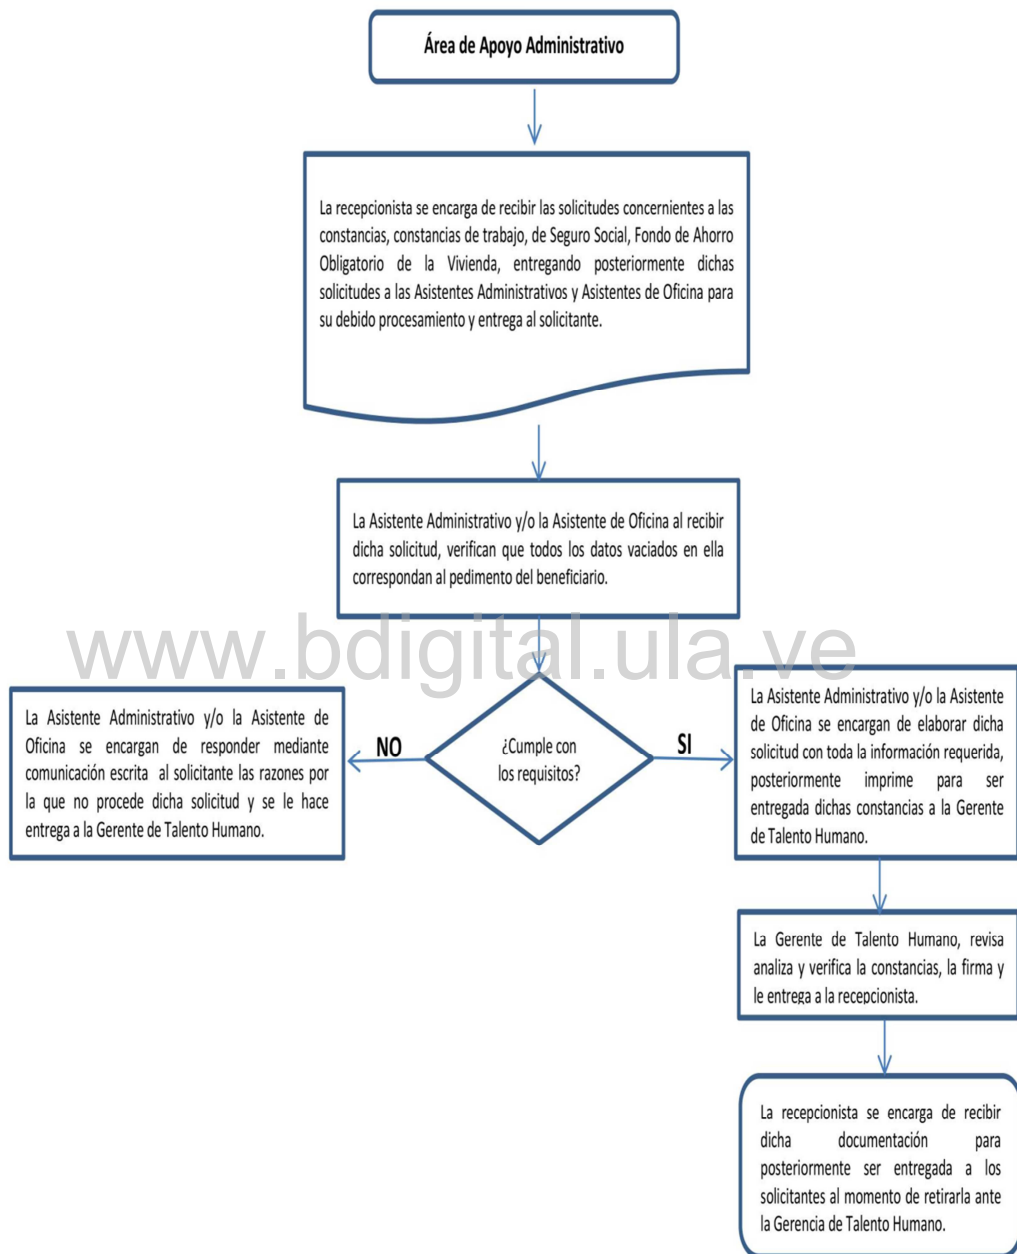 Área de Apoyo Administrativo
La recepcionista se encarga de recibir las solicitudes concernientes a las
constancias, constancias de trabajo, de Seguro Social, Fondo de Ahorro
Obligatorio de la Vivienda, entregando posteriormente dichas
solicitudes a las Asistentes Administrativos y Asistentes de Oficina para
su debido procesamiento y entrega al solicitante.
La Asistente Administrativo y/o la Asistente de Oficina al recibir
dicha solicitud, verifican que todos los datos vaciados en ella
correspondan al pedimento del beneficiario.
www.bdigital.ula.ve
La Asistente Administrativo y/o la Asistente de
Oficina se encargan de responder mediante
comunicación escrita al solicitante las razones por
la que no procede dicha solicitud y se le hace
entrega a la Gerente de Talento Humano.
NO
¿Cumple con
los requisitos?
SI
La Asistente Administrativo y/o la Asistente
de Oficina se encargan de elaborar dicha
solicitud con toda la información requerida,
posteriormente imprime para ser
entregada dichas constancias a la Gerente
de Talento Humano.
La Gerente de Talento Humano, revisa
analiza y verifica la constancias, la firma y
le entrega a la recepcionista.
La recepcionista se encarga de recibir
dicha documentación para
posteriormente ser entregada a los
solicitantes al momento de retirarla ante
la Gerencia de Talento Humano.